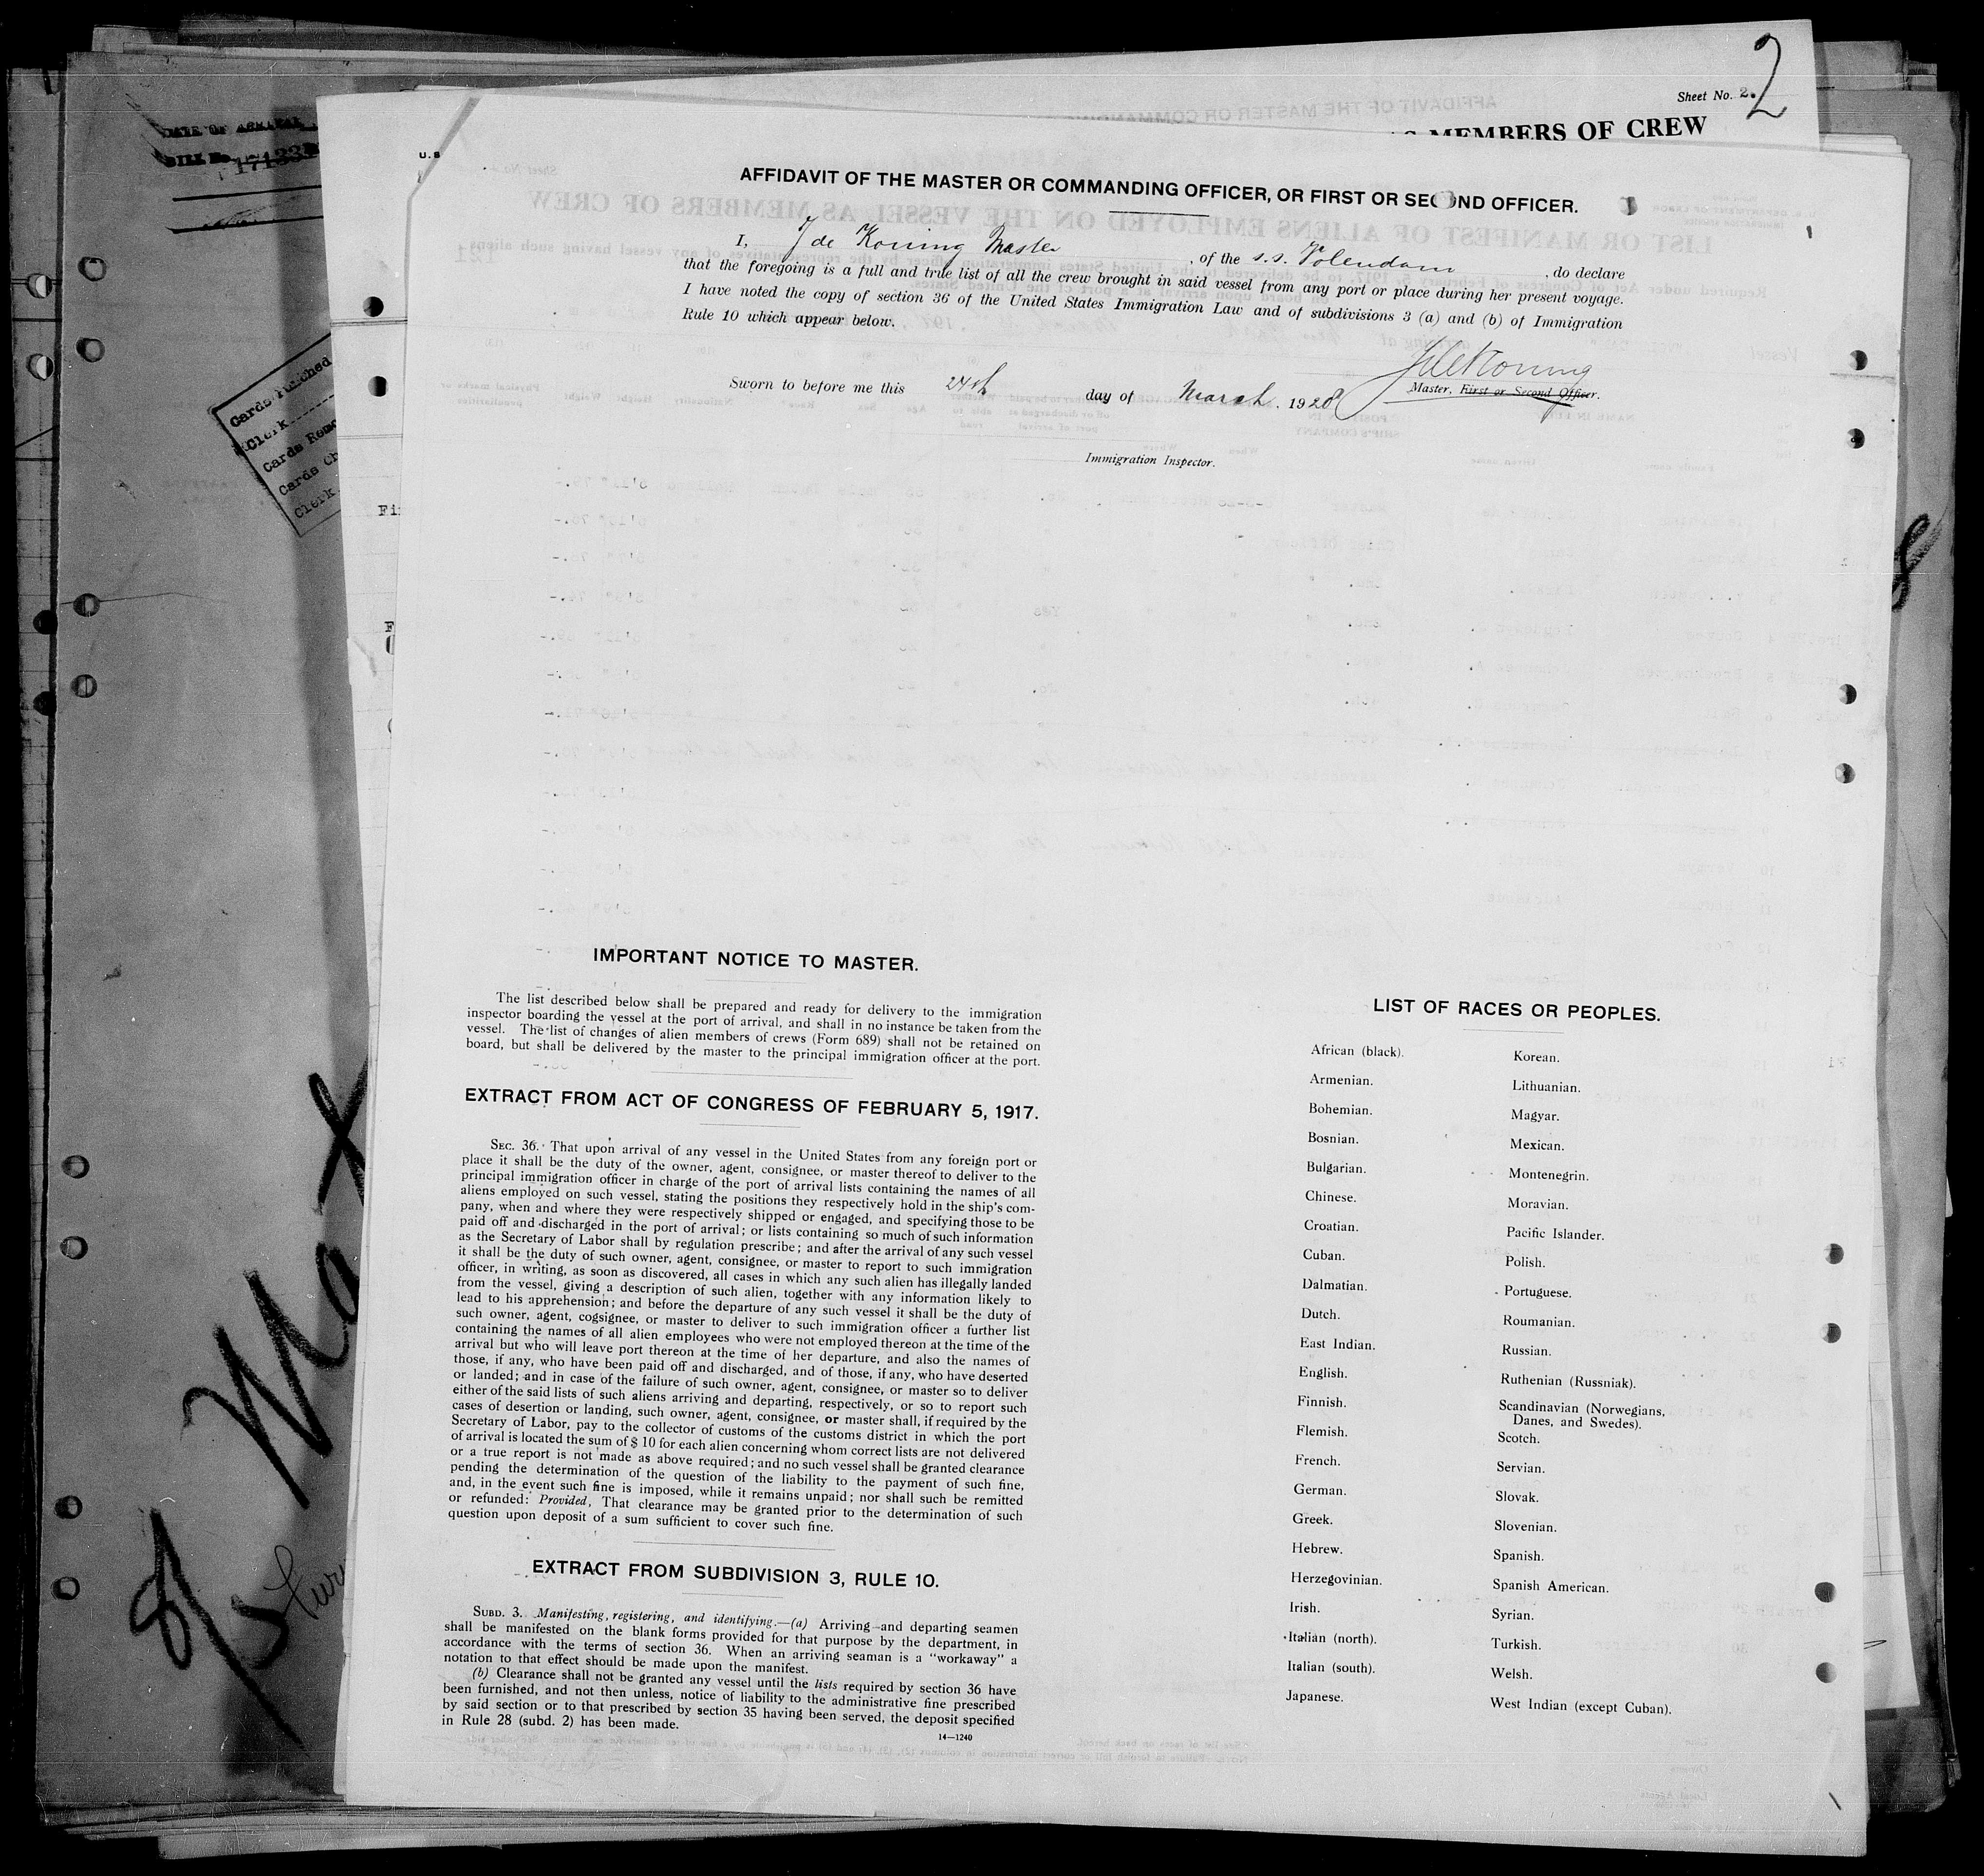 Sheet No. 2.
2
MEMBERS OF CREW
DATE OF
171331
Cards Punched
Clerk
Cards
Cards
Clerk
U. S
AFFIDAVIT OF THE MASTER OR COMMANDING OFFICER, OR FIRST OR SECOND OFFICER.
I, J de Koning Master, of the s.s. Volendam, do declare
that the foregoing is a full and true list of all the crew brought in said vessel from any port or place during her present voyage.
I have noted the copy of section 36 of the United States Immigration Law and of subdivisions 3 (a) and (b) of Immigration
Rule 10 which appear below.
JdeKoning
Master, First or Second Officer.
Sworn to before me this 24th day of March, 1928
Immigration Inspector.
IMPORTANT NOTICE TO MASTER.
The list described below shall be prepared and ready for delivery to the immigration
inspector boarding the vessel at the port of arrival, and shall in no instance be taken from the
vessel. The list of changes of alien members of crews (Form 689) shall not be retained on
board, but shall be delivered by the master to the principal immigration officer at the port.
EXTRACT FROM ACT OF CONGRESS OF FEBRUARY 5, 1917.
SEC. 36. That upon arrival of any vessel in the United States from any foreign port or
place it shall be the duty of the owner, agent, consignee, or master thereof to deliver to the
principal immigration officer in charge of the port of arrival lists containing the names of all
aliens employed on such vessel, stating the positions they respectively hold in the ship's com-
pany, when and where they were respectively shipped or engaged, and specifying those to be
paid off and discharged in the port of arrival; or lists containing so much of such information
as the Secretary of Labor shall by regulation prescribe; and after the arrival of any such vessel
it shall be the duty of such owner, agent, consignee, or master to report to such immigration
officer, in writing, as soon as discovered, all cases in which any such alien has illegally landed
from the vessel, giving a description of such alien, together with any information likely to
lead to his apprehension; and before the departure of any such vessel it shall be the duty of
such owner, agent, cogsignee, or master to deliver to such immigration officer a further list
containing the names of all alien employees who were not employed thereon at the time of the
arrival but who will leave port thereon at the time of her departure, and also the names of
those, if any, who have been paid off and discharged, and of those, if any, who have deserted
or landed; and in case of the failure of such owner, agent, consignee, or master so to deliver
either of the said lists of such aliens arriving and departing, respectively, or so to report such
cases of desertion or landing, such owner, agent, consignee, or master shall, if required by the
Secretary of Labor, pay to the collector of customs of the customs district in which the port
of arrival is located the sum of $ 10 for each alien concerning whom correct lists are not delivered
or a true report is not made as above required; and no such vessel shall be granted clearance
pending the determination of the question of the liability to the payment of such fine,
and, in the event such fine is imposed, while it remains unpaid; nor shall such be remitted
or refunded: Provided, That clearance may be granted prior to the determination of such
question upon deposit of a sum sufficient to cover such fine.
EXTRACT FROM SUBDIVISION 3, RULE 10.
SUBD. 3. Manifesting, registering, and identifying.—(a) Arriving and departing seamen
shall be manifested on the blank forms provided for that purpose by the department, in
accordance with the terms of section 36. When an arriving seaman is a "workaway" a
notation to that effect should be made upon the manifest.
(b) Clearance shall not be granted any vessel until the lists required by section 36 have
been furnished, and not then unless, notice of liability to the administrative fine prescribed
by said section or to that prescribed by section 35 having been served, the deposit specified
in Rule 28 (subd. 2) has been made.
14—1240
LIST OF RACES OR PEOPLES.
African (black).
Armenian.
Bohemian.
Bosnian.
Bulgarian.
Chinese.
Croatian.
Cuban.
Dalmatian.
Dutch.
East Indian.
English.
Finnish.
Flemish.
French.
German.
Greek.
Hebrew.
Herzegovinian.
Irish.
Italian (north).
Italian (south).
Japanese.
Korean.
Lithuanian.
Magyar.
Mexican.
Montenegrin.
Moravian.
Pacific Islander.
Polish.
Portuguese.
Roumanian.
Russian.
Ruthenian (Russniak).
Scandinavian (Norwegians,
Danes, and Swedes).
Scotch.
Servian.
Slovak.
Slovenian.
Spanish.
Spanish American.
Syrian.
Turkish.
Welsh.
West Indian (except Cuban).